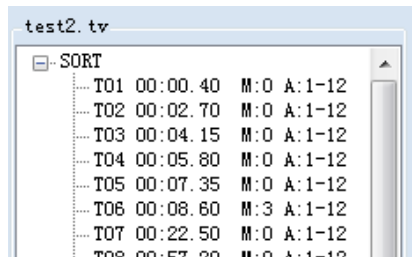 test2. tv
SORT
T01 00:00.40 M:0 A:1-12
T02 00:02.70 M:0 A:1-12
T03 00:04.15 M:0 A:1-12
T04 00:05.80 M:0 A:1-12
T05 00:07.35 M:0 A:1-12
T06 00:08.60 M:3 A:1-12
T07 00:22.50 M:0 A:1-12